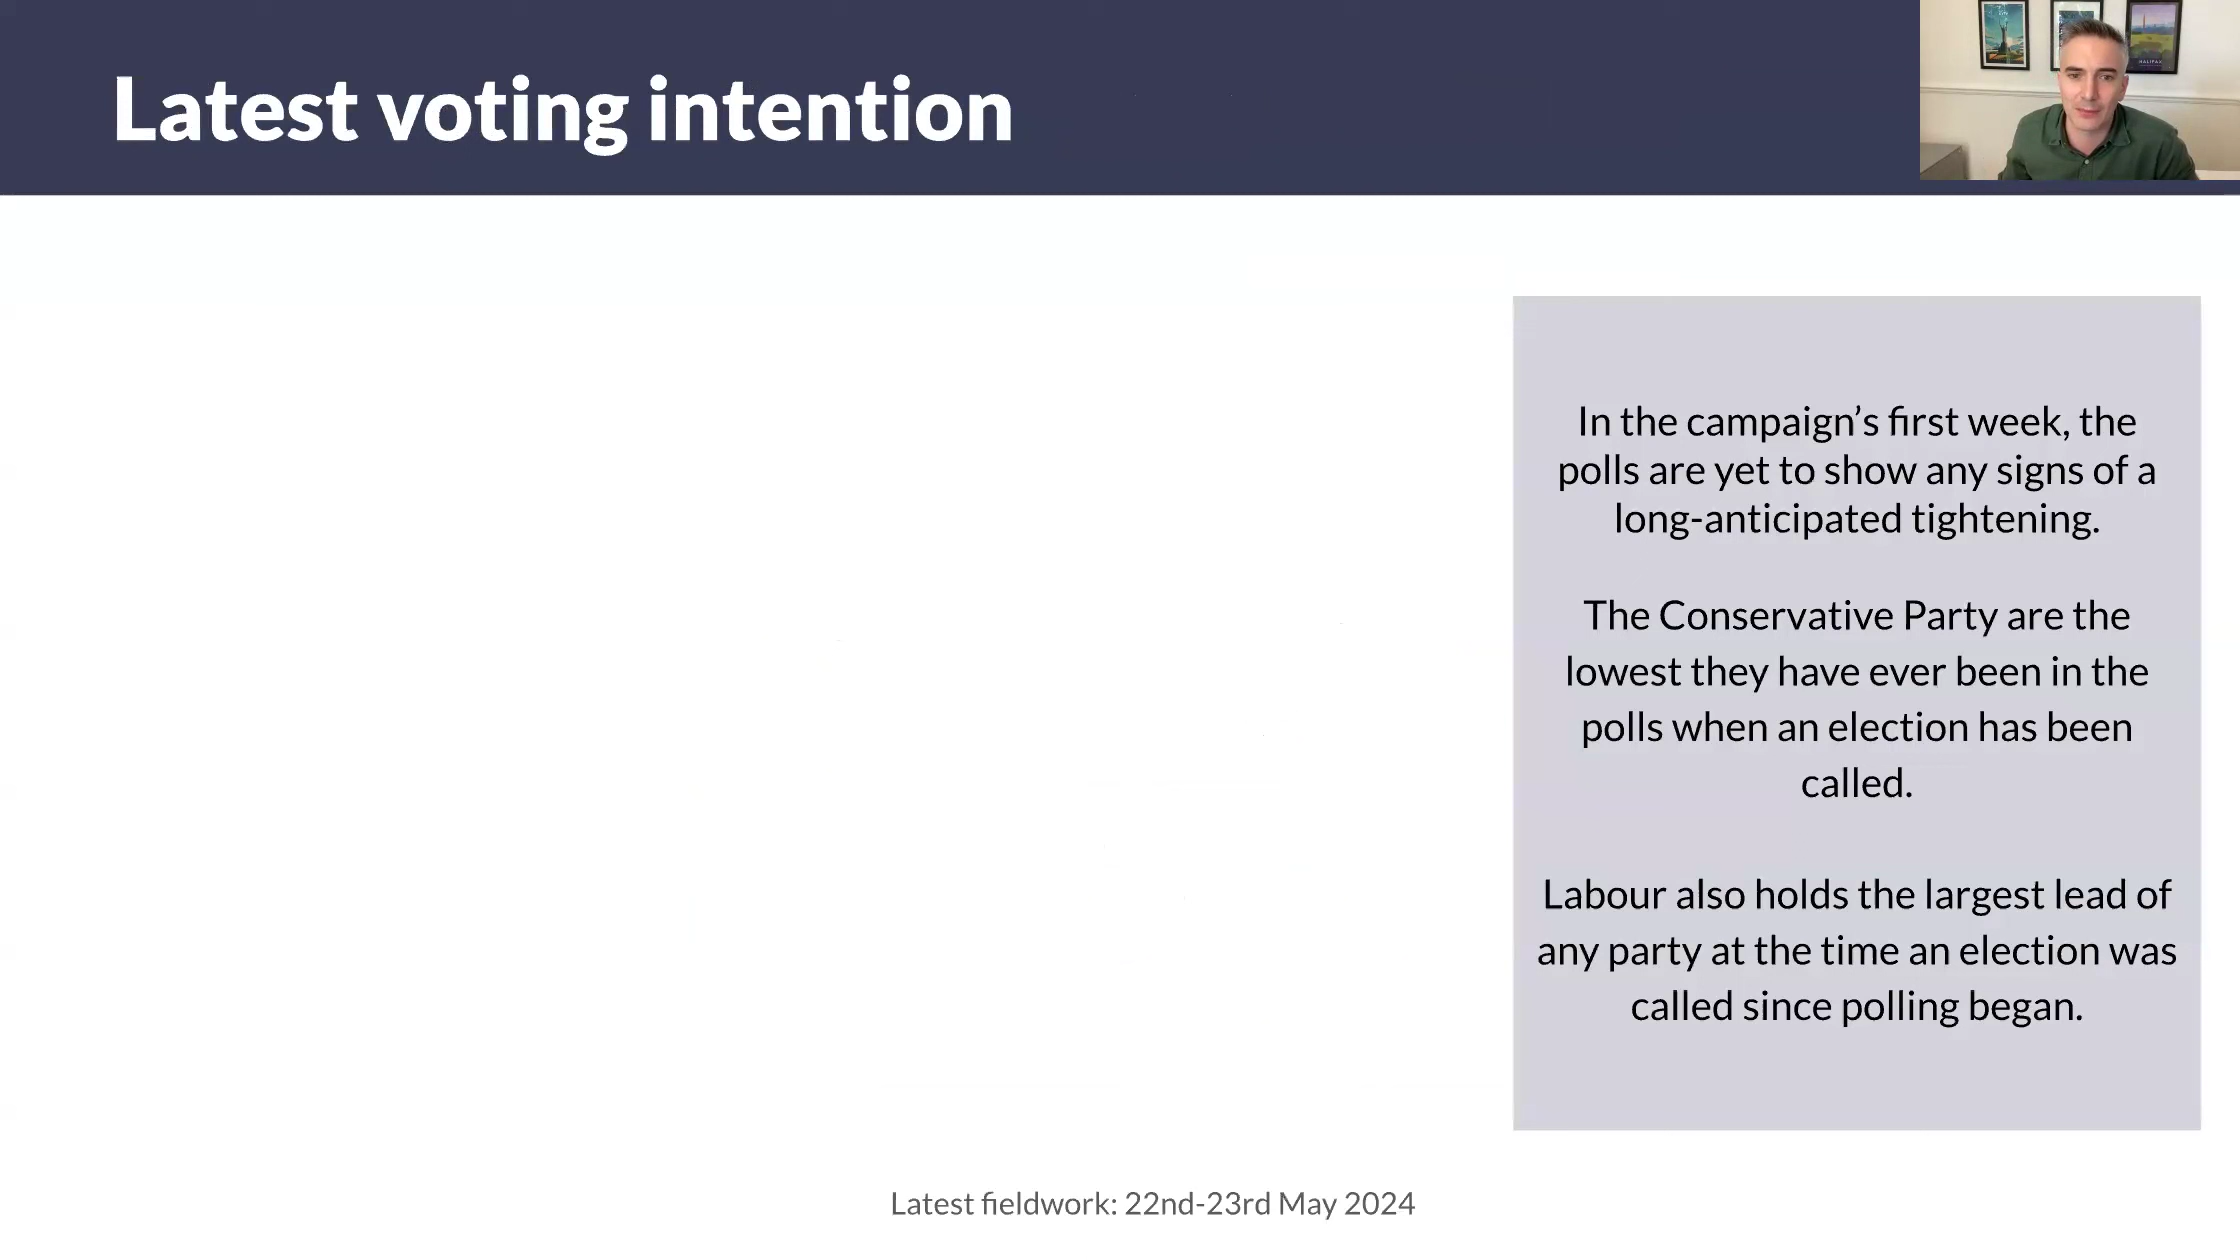 Latest voting intention
HALIFAX
In the campaign’s first week, the
polls are yet to show any signs of a
long-anticipated tightening.
The Conservative Party are the
lowest they have ever been in the
polls when an election has been
called.
Labour also holds the largest lead of
any party at the time an election was
called since polling began.
Latest fieldwork: 22nd-23rd May 2024